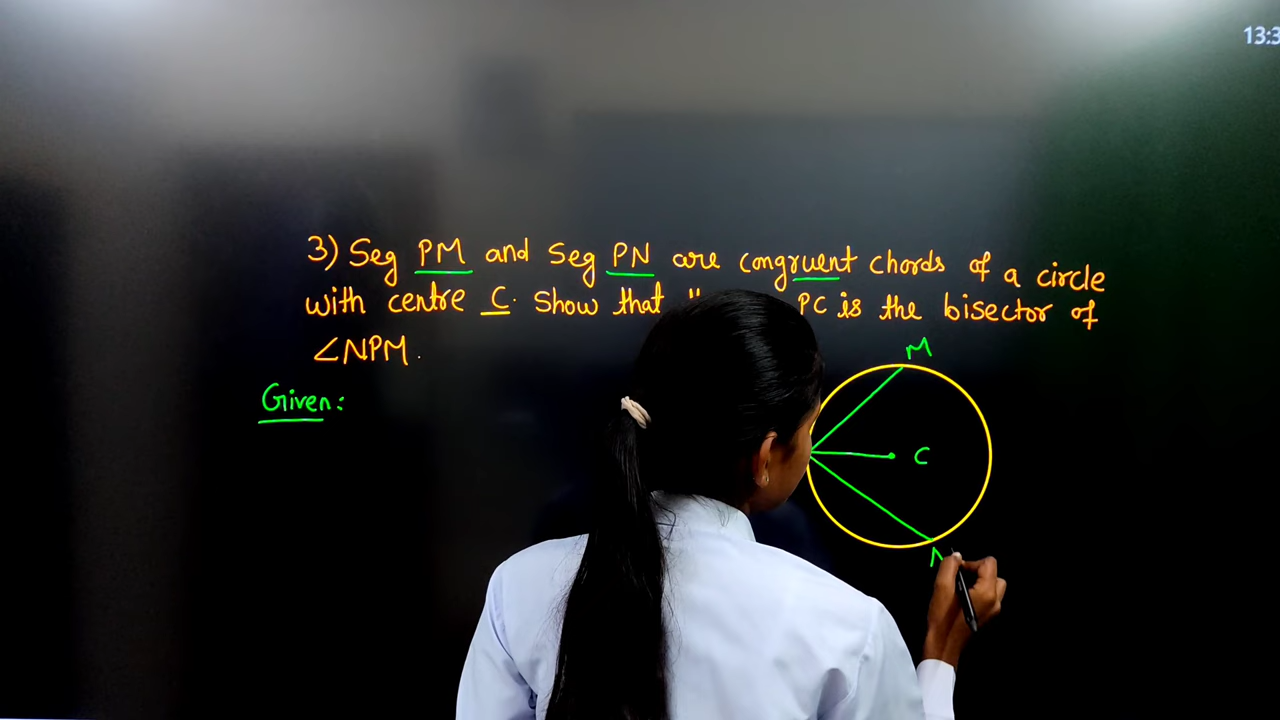 13:3
3) Seg PM and Seg PN are congruent chords of a circle
with centre C. Show that PC is the bisector of
∠NPM.
Given:
M
C
N